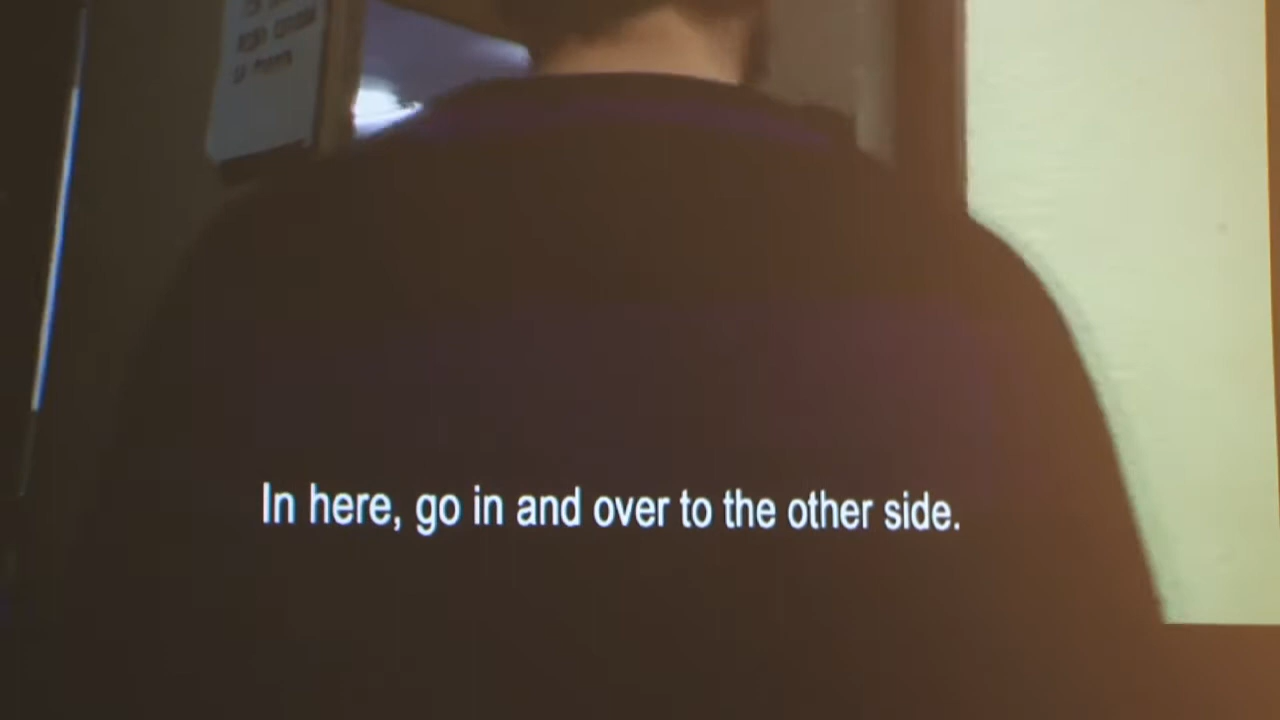 In here, go in and over to the other side.